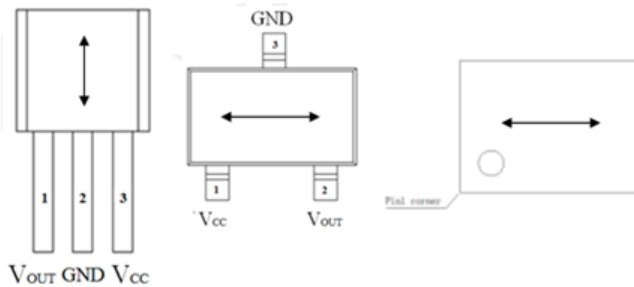 GND
3
1 2 3
1 2
Pin1 corner
VCC VOUT
VOUT GND VCC